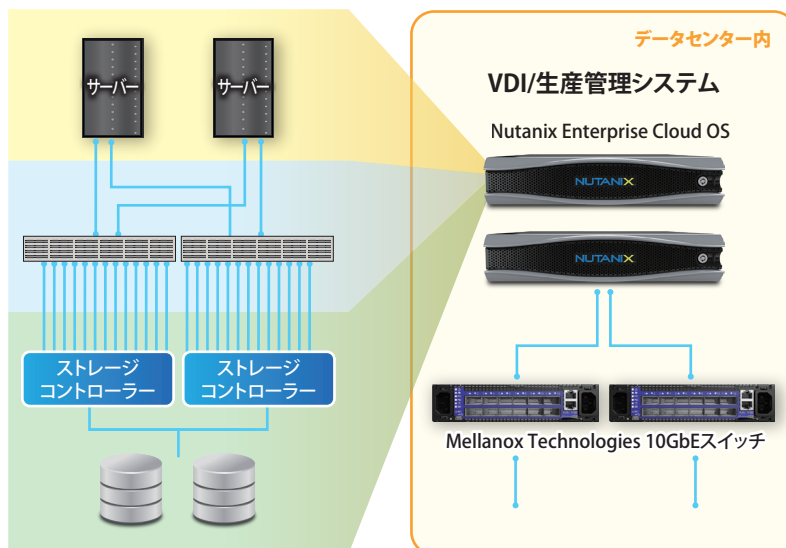 サーバー
サーバー
ストレージ
コントローラー
ストレージ
コントローラー
データセンター内
VDI/生産管理システム
Nutanix Enterprise Cloud OS
NUTANIX
NUTANIX
Mellanox Technologies 10GbEスイッチ